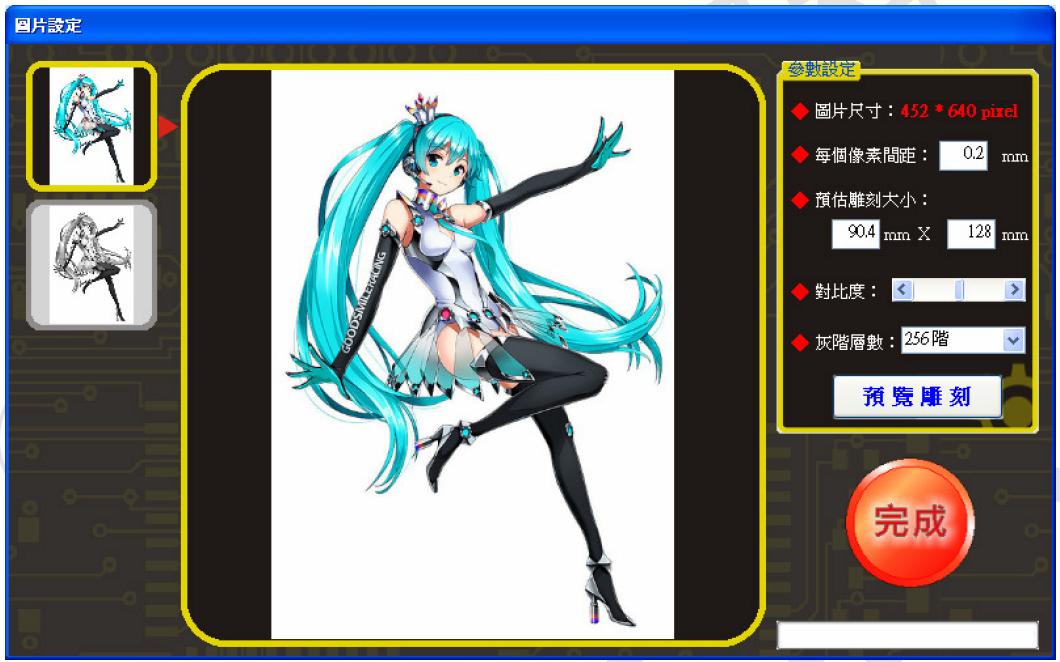 圖片設定
參數設定
圖片尺寸：452 * 640 pixel
每個像素間距： 0.2 mm
預估雕刻大小：
90.4 mm X 128 mm
對比度：
灰階層數： 256 階
預覽雕刻
完成
GOODSMILERACING